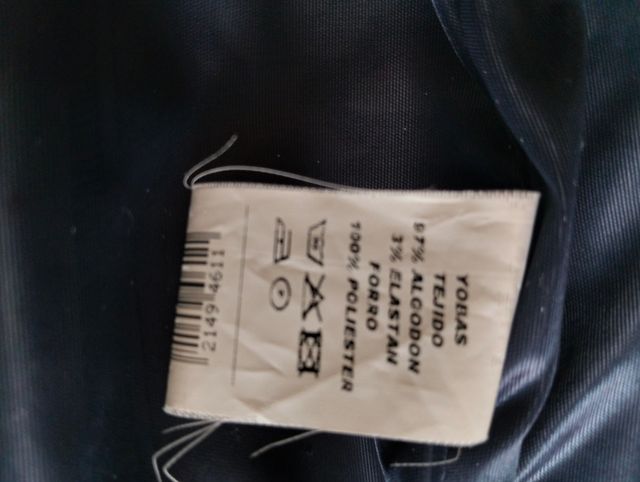 YOBAS
TEJIDO
97% ALGODON
3% ELASTAN
FORRO
100% POLIESTER
2149 4611